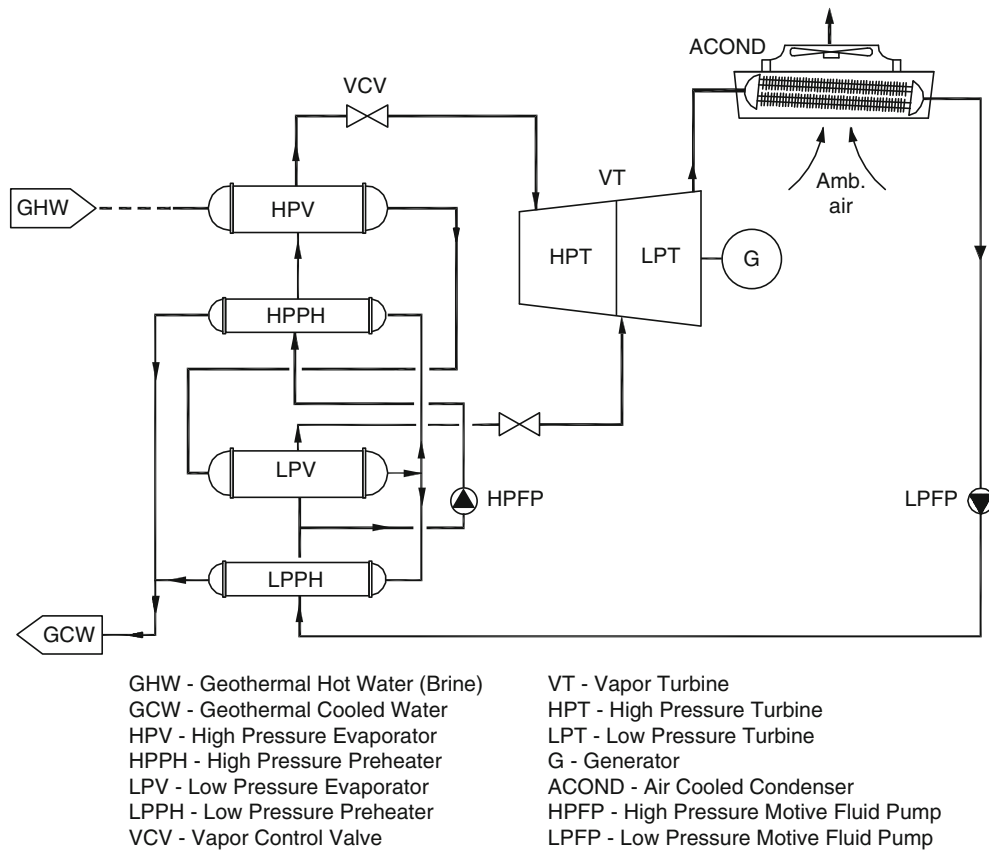 ACOND
VCV
Amb.
air
VT
GHW
HPV
HPT
LPT
G
HPPH
LPV
HPFP
LPFP
LPPH
GCW
GHW - Geothermal Hot Water (Brine)
GCW - Geothermal Cooled Water
HPV - High Pressure Evaporator
HPPH - High Pressure Preheater
LPV - Low Pressure Evaporator
LPPH - Low Pressure Preheater
VCV - Vapor Control Valve
VT - Vapor Turbine
HPT - High Pressure Turbine
LPT - Low Pressure Turbine
G - Generator
ACOND - Air Cooled Condenser
HPFP - High Pressure Motive Fluid Pump
LPFP - Low Pressure Motive Fluid Pump